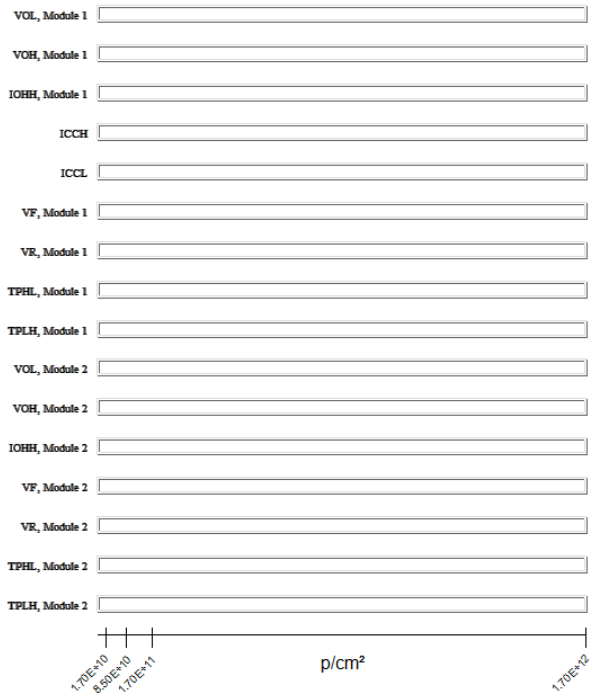 VOL, Module 1
VOH, Module 1
IOHH, Module 1
ICCH
ICCL
VF, Module 1
VR, Module 1
TPHL, Module 1
TPLH, Module 1
VOL, Module 2
VOH, Module 2
IOHH, Module 2
VF, Module 2
VR, Module 2
TPHL, Module 2
TPLH, Module 2
1.70E+10 8.50E+10 1.70E+11 p/cm² 1.70E+12